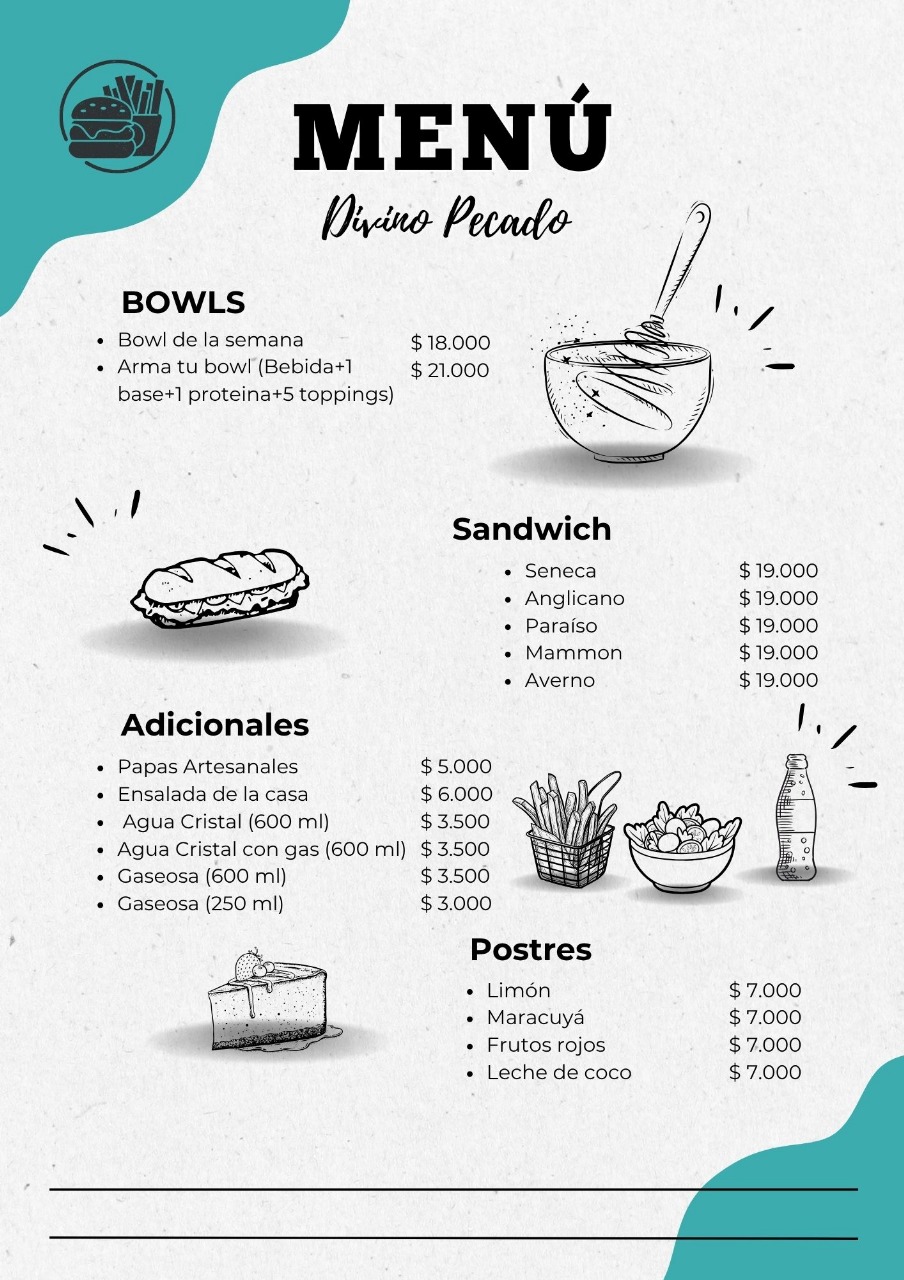 MENÚ
Divino Pecado
BOWLS
• Bowl de la semana $ 18.000
• Arma tu bowl (Bebida+1 $ 21.000
base+1 proteina+5 toppings)
Sandwich
• Seneca $ 19.000
• Anglicano $ 19.000
• Paraíso $ 19.000
• Mammon $ 19.000
• Averno $ 19.000
Adicionales
• Papas Artesanales $ 5.000
• Ensalada de la casa $ 6.000
• Agua Cristal (600 ml) $ 3.500
• Agua Cristal con gas (600 ml) $ 3.500
• Gaseosa (600 ml) $ 3.500
• Gaseosa (250 ml) $ 3.000
Postres
• Limón $ 7.000
• Maracuyá $ 7.000
• Frutos rojos $ 7.000
• Leche de coco $ 7.000